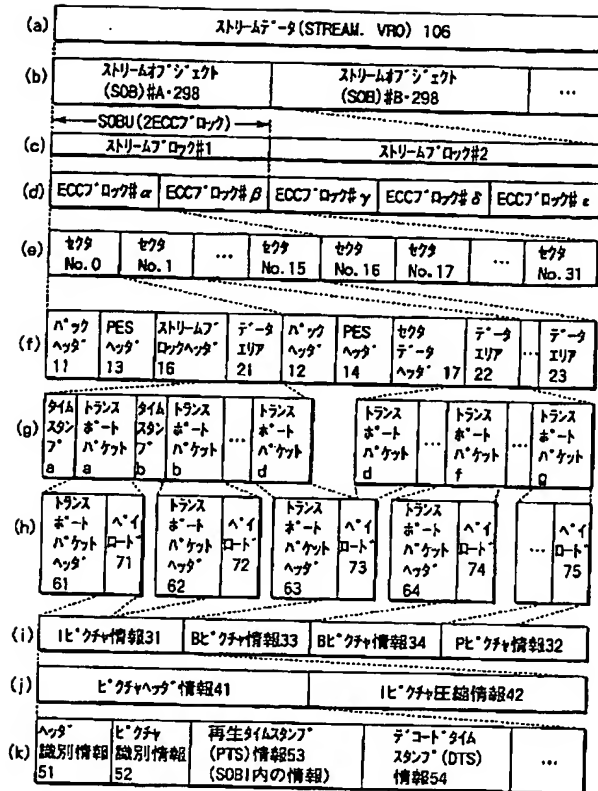 (a) ストリームデータ(STREAM. VRO) 106
(b) ストリームオブジェクト (SOB)#A・298 ストリームオブジェクト (SOB)#B・298 …
SOBU(2ECCブロック)
(c) ストリームブロック#1 ストリームブロック#2
(d) ECCブロック#α ECCブロック#β ECCブロック#γ ECCブロック#δ ECCブロック#ε
(e) セクタ No.0 セクタ No.1 … セクタ No.15 セクタ No.16 セクタ No.17 … セクタ No.31
(f) パックヘッダ 11 PESヘッダ 13 ストリームブロックヘッダ 16 データエリア 21 パックヘッダ 12 PESヘッダ 14 セクタデータヘッダ 17 データエリア 22 … データエリア 23
(g) タイムスタンプ a トランスポートパケット a タイムスタンプ b トランスポートパケット b … トランスポートパケット d トランスポートパケット d … トランスポートパケット f … トランスポートパケット g
(h) トランスポートパケットヘッダ 61 ペイロード 71 トランスポートパケットヘッダ 62 ペイロード 72 トランスポートパケットヘッダ 63 ペイロード 73 トランスポートパケットヘッダ 64 ペイロード 74 … ペイロード 75
(i) Iピクチャ情報31 Bピクチャ情報33 Bピクチャ情報34 Pピクチャ情報32
(j) ピクチャヘッダ情報41 Iピクチャ圧縮情報42
(k) ヘッダ識別情報 51 ピクチャ識別情報 52 再生タイムスタンプ(PTS)情報53 (SOBI内の情報) デコードタイムスタンプ(DTS)情報54 …